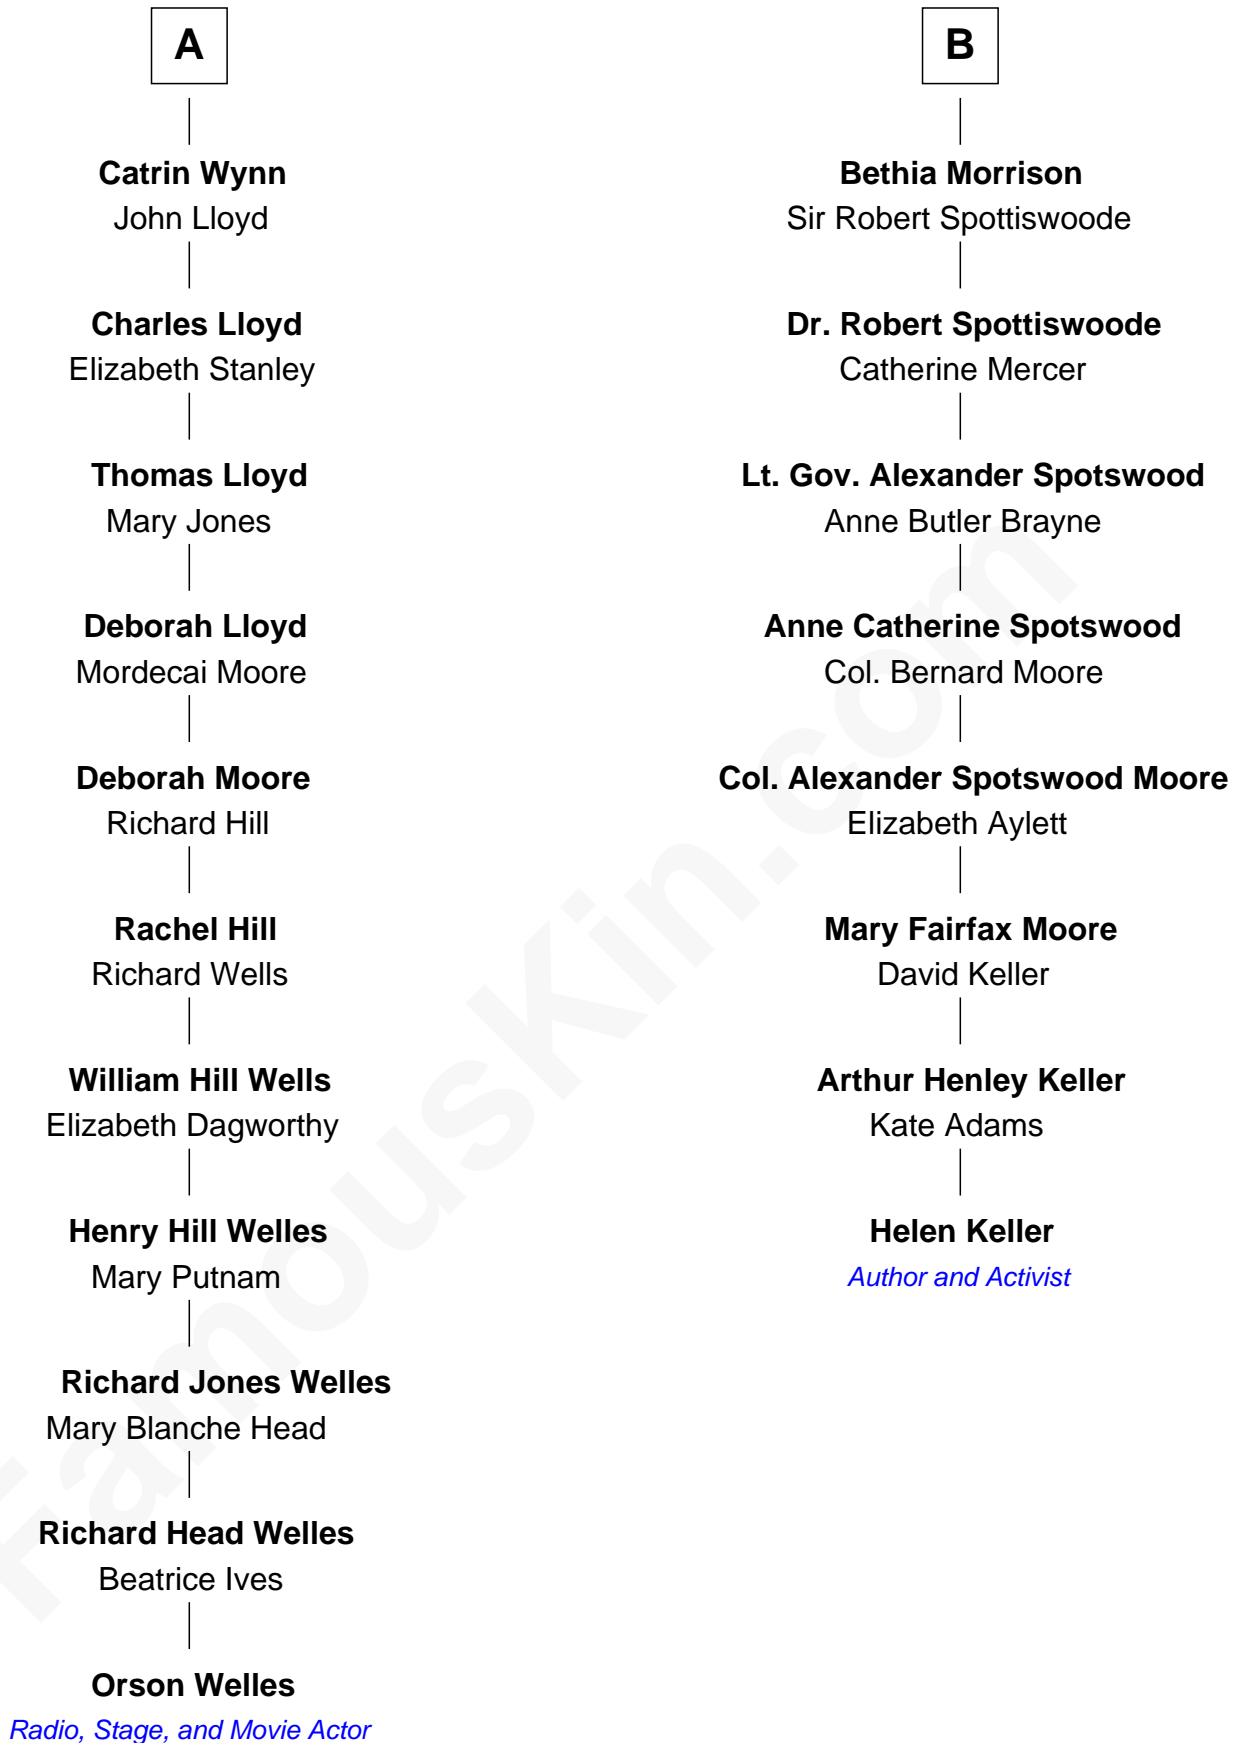 A
Catrin Wynn
John Lloyd
Charles Lloyd
Elizabeth Stanley
Thomas Lloyd
Mary Jones
Deborah Lloyd
Mordecai Moore
Deborah Moore
Richard Hill
Rachel Hill
Richard Wells
William Hill Wells
Elizabeth Dagworthy
Henry Hill Welles
Mary Putnam
Richard Jones Welles
Mary Blanche Head
Richard Head Welles
Beatrice Ives
Orson Welles
Radio, Stage, and Movie Actor
B
Bethia Morrison
Sir Robert Spottiswoode
Dr. Robert Spottiswoode
Catherine Mercer
Lt. Gov. Alexander Spotswood
Anne Butler Brayne
Anne Catherine Spotswood
Col. Bernard Moore
Col. Alexander Spotswood Moore
Elizabeth Aylett
Mary Fairfax Moore
David Keller
Arthur Henley Keller
Kate Adams
Helen Keller
Author and Activist
FamousKin.com